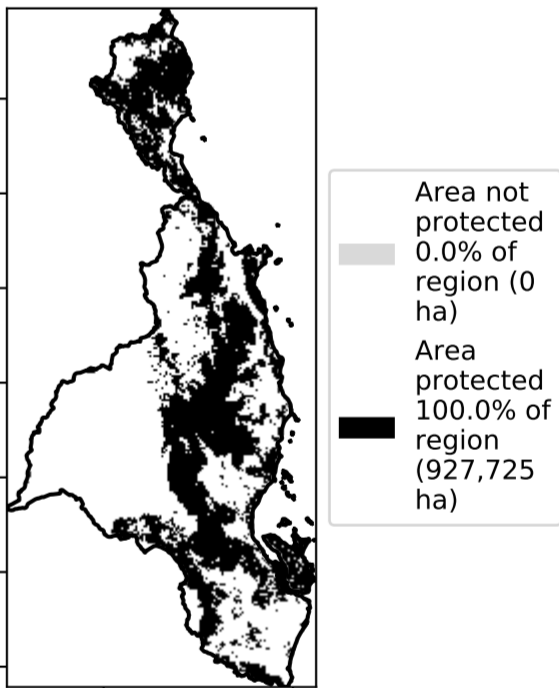 Area not
protected
0.0% of
region (0
ha)
Area
protected
100.0% of
region
(927,725
ha)